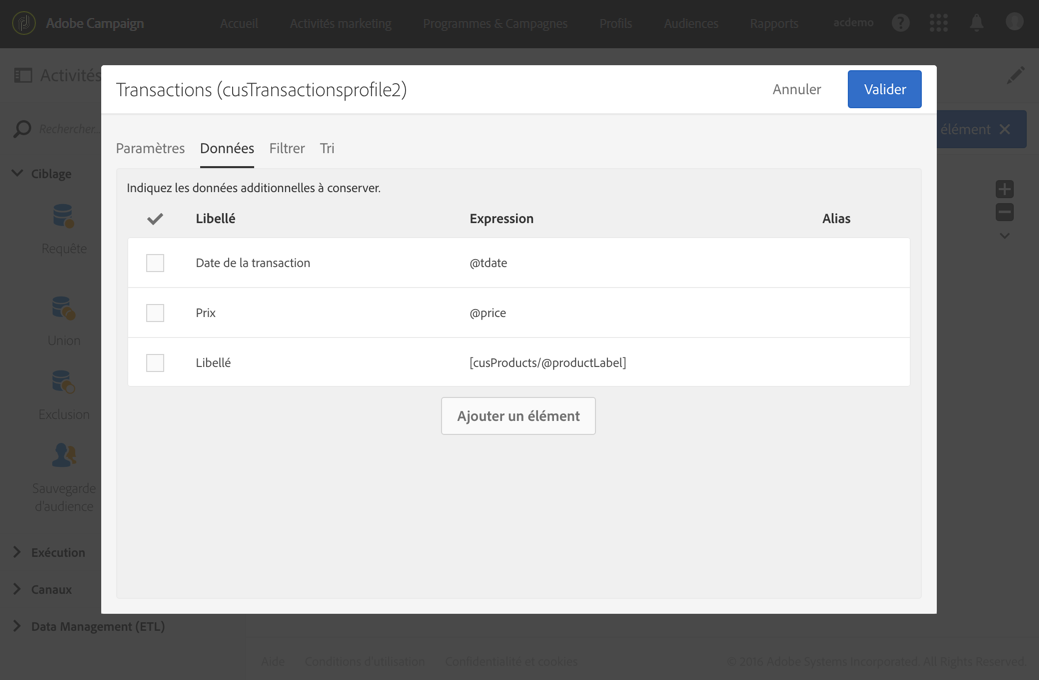 Adobe Campaign
Accueil
Activités marketing
Programmes & Campagnes
Profils
Audiences
Rapports
acdemo
Activités
Transactions (cusTransactionsprofile2)
Annuler
Valider
Rechercher...
élément
Paramètres
Données
Filtrer
Tri
Ciblage
Requête
Union
Exclusion
Sauvegarde
d'audience
Exécution
Canaux
Data Management (ETL)
Indiquez les données additionnelles à conserver.
Libellé
Expression
Alias
Date de la transaction
@tdate
Prix
@price
Libellé
[cusProducts/@productLabel]
Ajouter un élément
Aide
Conditions d'utilisation
Confidentialité et cookies
© 2016 Adobe Systems Incorporated. All Rights Reserved.